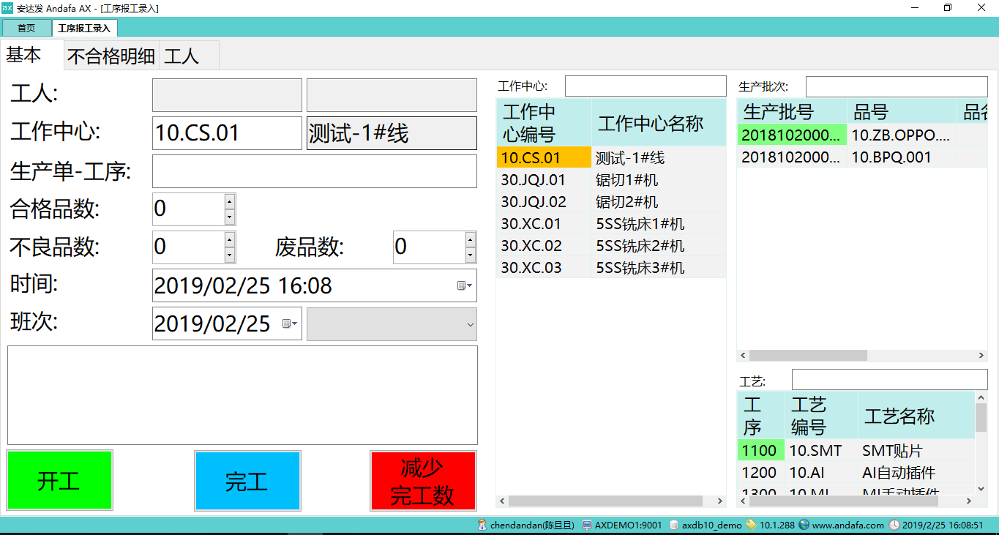 ax 安达发 Andafa AX - [工序报工录入]
首页 工序报工录入
基本 不合格明细 工人
工人:
工作中心: 10.CS.01 测试-1#线
生产单-工序:
合格品数: 0
不良品数: 0 废品数: 0
时间: 2019/02/25 16:08
班次: 2019/02/25
开工
完工
减少
完工数
工作中心:
工作中
心编号 工作中心名称
10.CS.01 测试-1#线
30.JQJ.01 锯切1#机
30.JQJ.02 锯切2#机
30.XC.01 5SS铣床1#机
30.XC.02 5SS铣床2#机
30.XC.03 5SS铣床3#机
生产批次:
生产批号 品号 品名
2018102000... 10.ZB.OPPO....
2018102000... 10.BPQ.001
工艺:
工
序 工艺
编号 工艺名称
1100 10.SMT SMT贴片
1200 10.AI AI自动插件
1300 10.MI MI手动插件
chendandan(陈旦旦) AXDEMO1:9001 axdb10_demo 10.1.288 www.andafa.com 2019/2/25 16:08:51